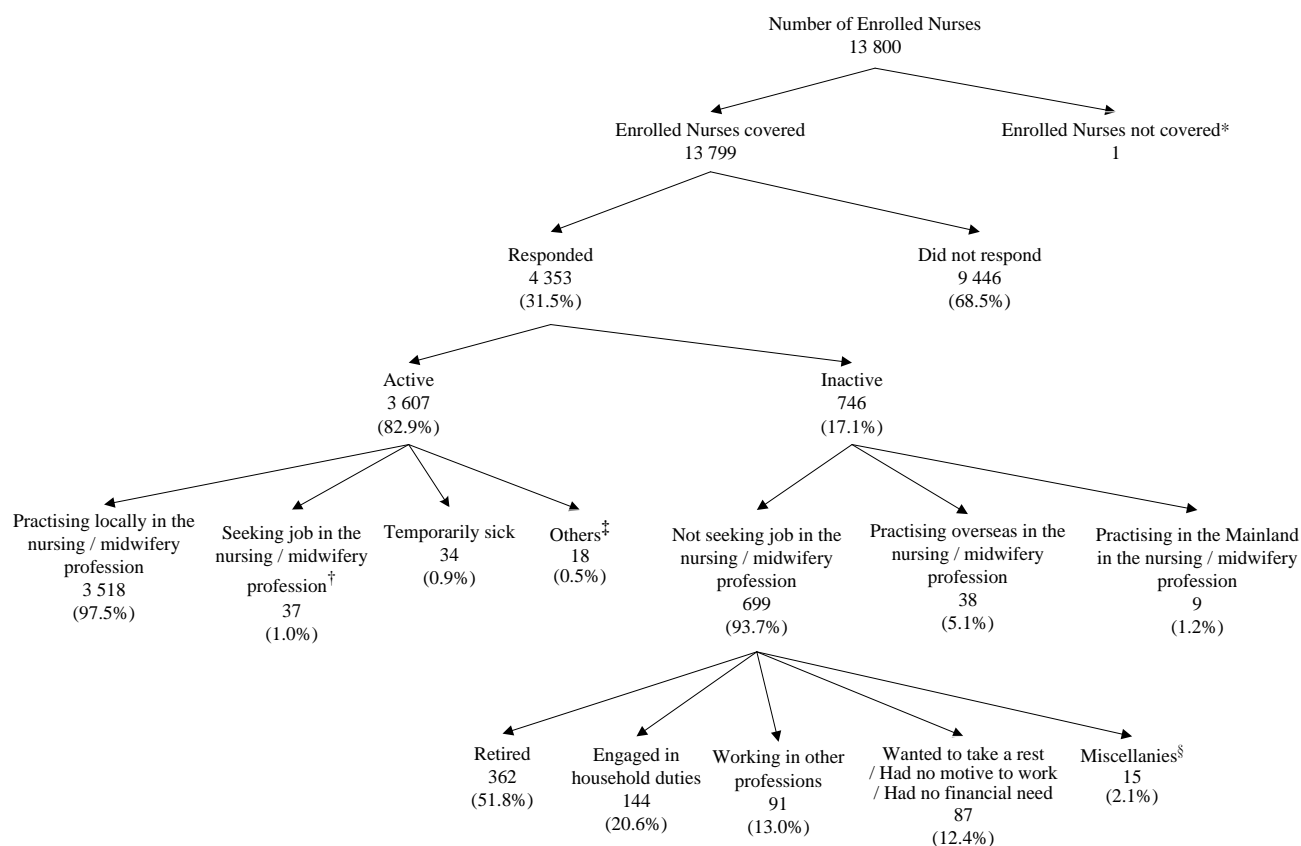 Number of Enrolled Nurses
13 800
Enrolled Nurses covered
13 799
Enrolled Nurses not covered*
1
Responded
4 353
(31.5%)
Did not respond
9 446
(68.5%)
Active
3 607
(82.9%)
Inactive
746
(17.1%)
Practising locally in the
nursing / midwifery
profession
3 518
(97.5%)
Seeking job in the
nursing / midwifery
profession†
37
(1.0%)
Temporarily sick
34
(0.9%)
Others‡
18
(0.5%)
Not seeking job in the
nursing / midwifery
profession
699
(93.7%)
Practising overseas in the
nursing / midwifery
profession
38
(5.1%)
Practising in the Mainland
in the nursing / midwifery
profession
9
(1.2%)
Retired
362
(51.8%)
Engaged in
household duties
144
(20.6%)
Working in other
professions
91
(13.0%)
Wanted to take a rest
/ Had no motive to work
/ Had no financial need
87
(12.4%)
Miscellanies§
15
(2.1%)